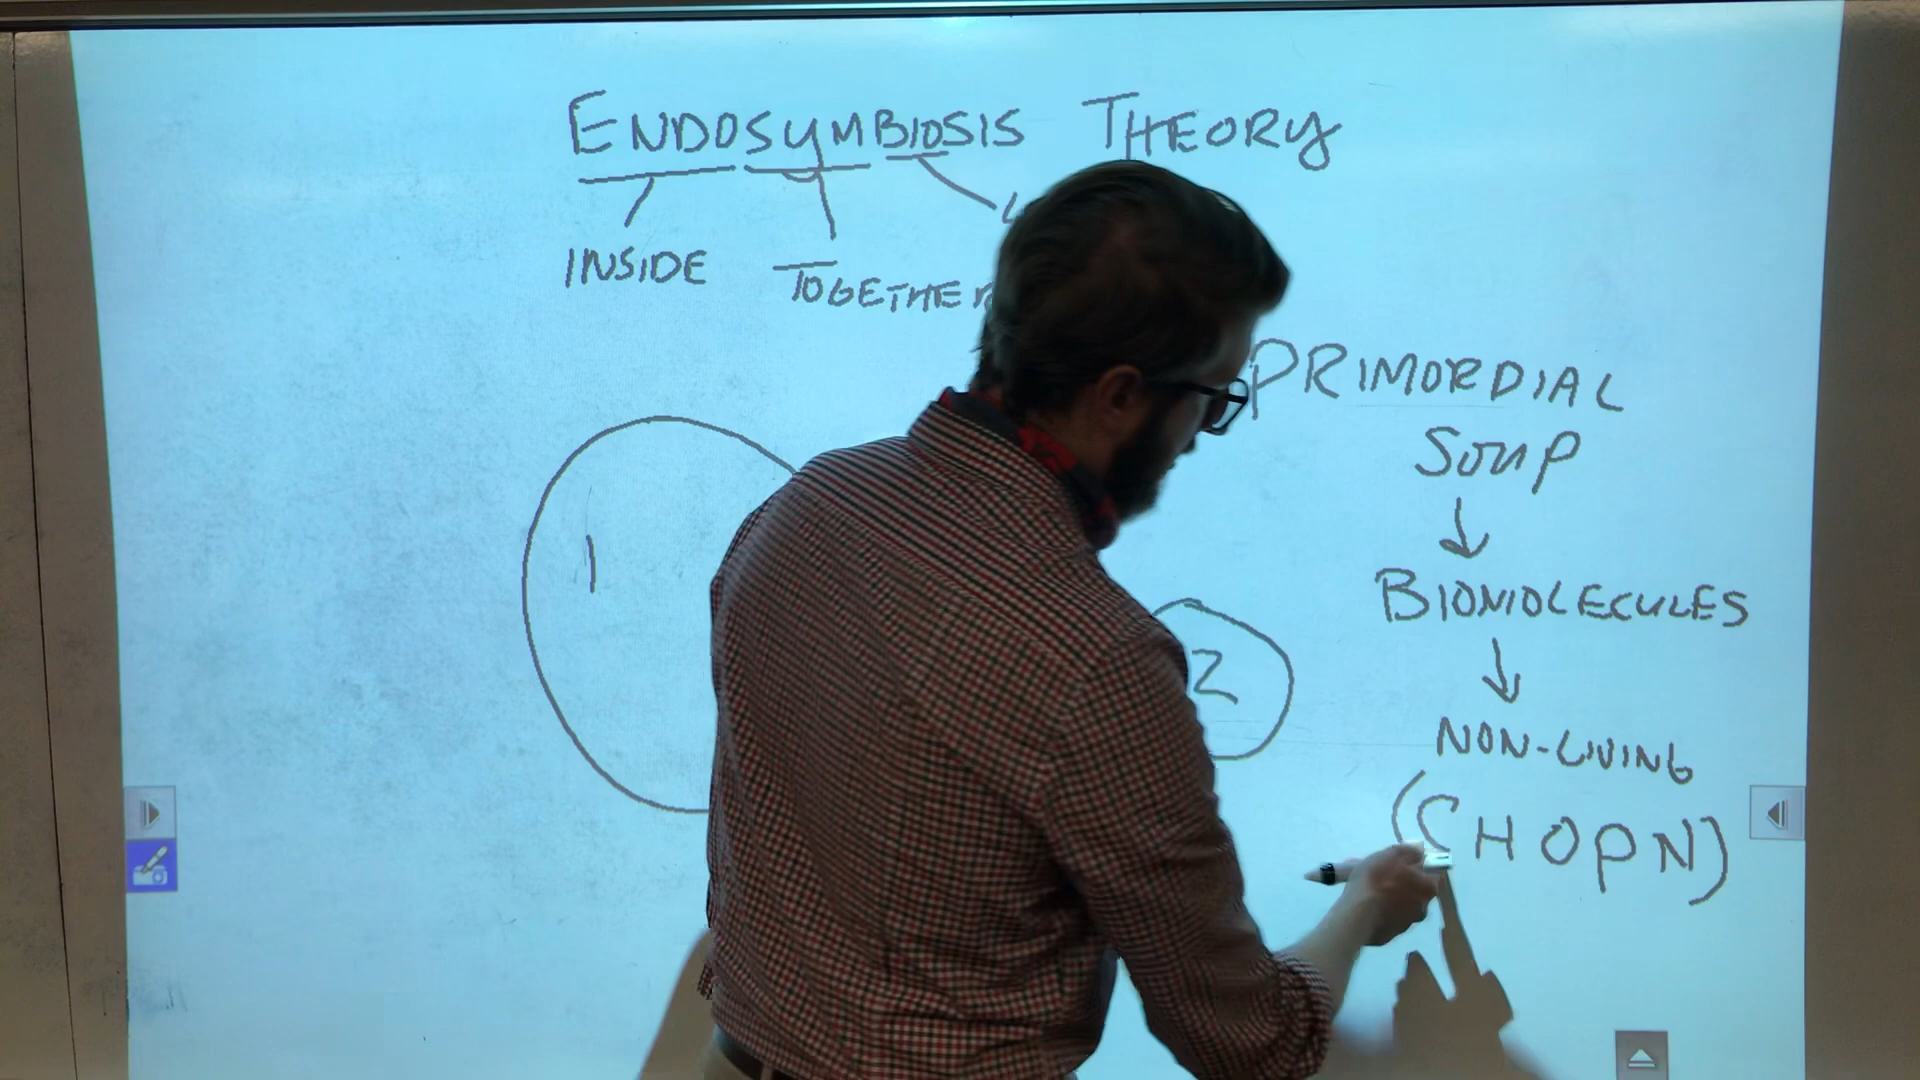 ENDOSYMBIOSIS THEORY
INSIDE TOGETHER
PRIMORDIAL
SOUP
BIOMOLECULES
NON-LIVING
(CHOPN)
1
2